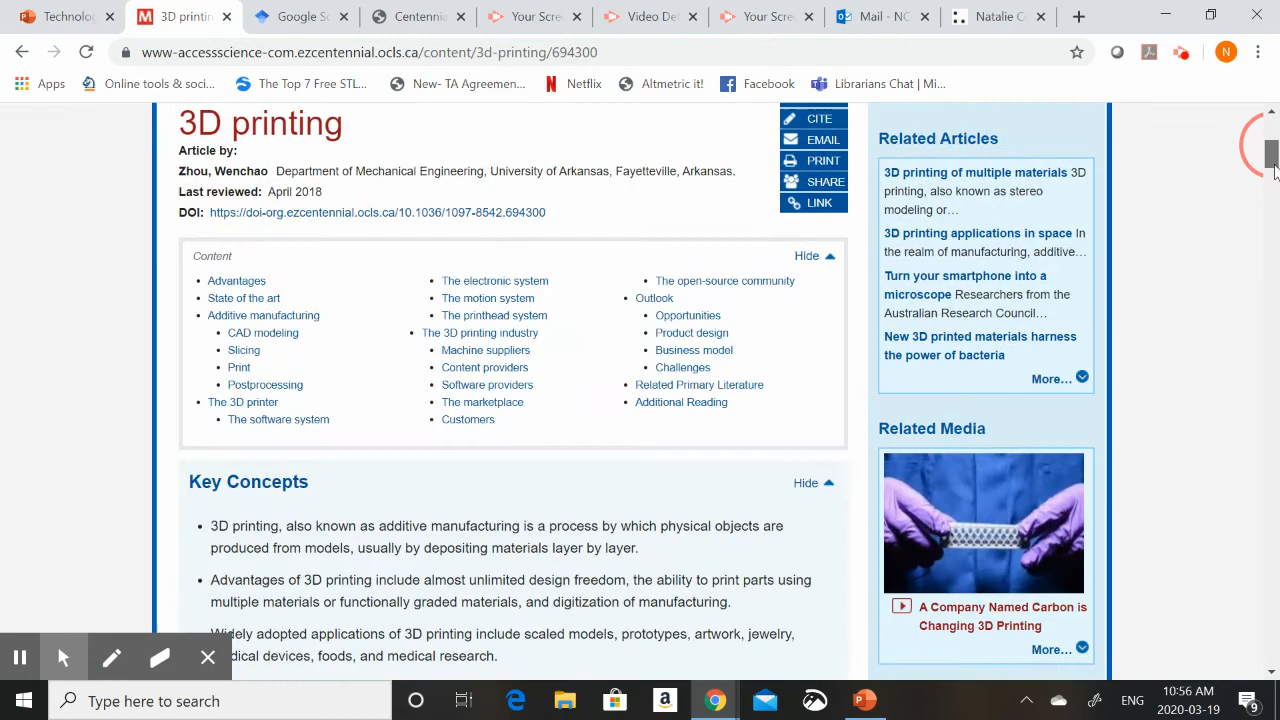 Technolog
3D printin
Google S
Centennia
Your Scre
Video Det
Your Scre
Mail - NC
Natalie C
www-accessscience-com.ezcentennial.ocls.ca/content/3d-printing/694300
N
Apps
Online tools & soci...
The Top 7 Free STL...
New- TA Agreemen...
Netflix
Altmetric it!
Facebook
Librarians Chat | Mi...
3D printing
Article by:
Zhou, Wenchao Department of Mechanical Engineering, University of Arkansas, Fayetteville, Arkansas.
Last reviewed: April 2018
DOI: https://doi-org.ezcentennial.ocls.ca/10.1036/1097-8542.694300
CITE
EMAIL
PRINT
SHARE
LINK
Content
Hide
Advantages
State of the art
Additive manufacturing
CAD modeling
Slicing
Print
Postprocessing
The 3D printer
The software system
The electronic system
The motion system
The printhead system
The 3D printing industry
Machine suppliers
Content providers
Software providers
The marketplace
Customers
The open-source community
Outlook
Opportunities
Product design
Business model
Challenges
Related Primary Literature
Additional Reading
Key Concepts
Hide
3D printing, also known as additive manufacturing is a process by which physical objects are
produced from models, usually by depositing materials layer by layer.
Advantages of 3D printing include almost unlimited design freedom, the ability to print parts using
multiple materials or functionally graded materials, and digitization of manufacturing.
Widely adopted applications of 3D printing include scaled models, prototypes, artwork, jewelry,
dical devices, foods, and medical research.
Related Articles
3D printing of multiple materials 3D
printing, also known as stereo
modeling or…
3D printing applications in space In
the realm of manufacturing, additive…
Turn your smartphone into a
microscope Researchers from the
Australian Research Council…
New 3D printed materials harness
the power of bacteria
More…
Related Media
A Company Named Carbon is
Changing 3D Printing
More…
Type here to search
ENG
10:56 AM
2020-03-19
9